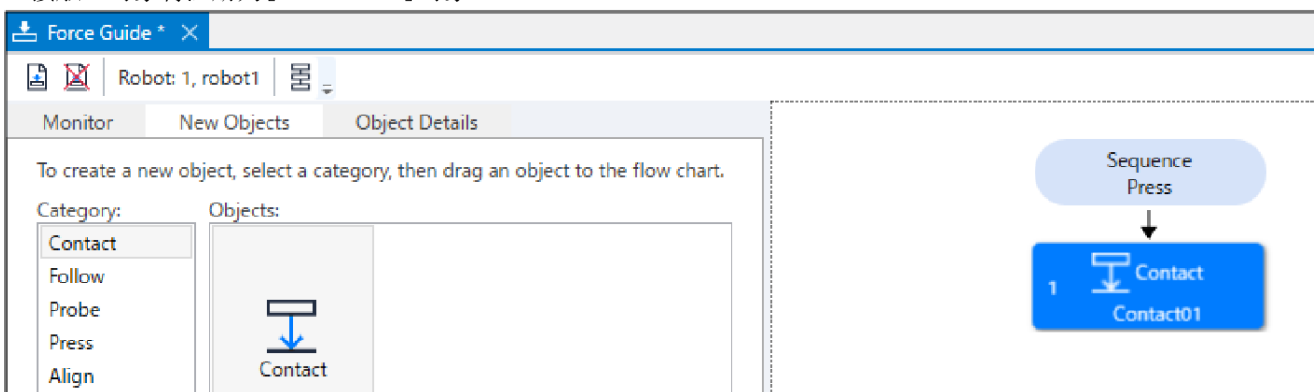 Force Guide *
Robot: 1, robot1
Monitor New Objects Object Details
To create a new object, select a category, then drag an object to the flow chart.
Category: Objects:
Contact
Follow
Probe
Press
Align
Contact
Sequence
Press
1 Contact
Contact01